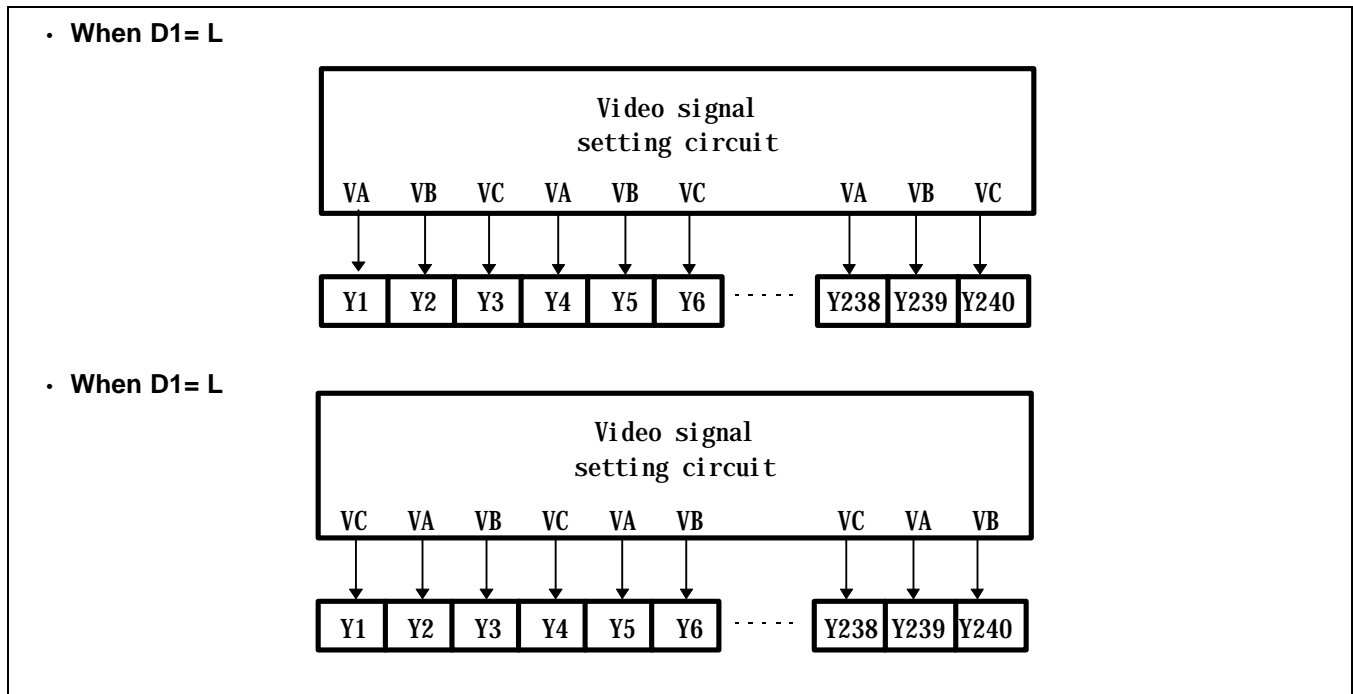 · When D1= L
Video signal
setting circuit
VA VB VC VA VB VC VA VB VC
Y1 Y2 Y3 Y4 Y5 Y6 ----- Y238 Y239 Y240
· When D1= L
Video signal
setting circuit
VC VA VB VC VA VB VC VA VB
Y1 Y2 Y3 Y4 Y5 Y6 ----- Y238 Y239 Y240